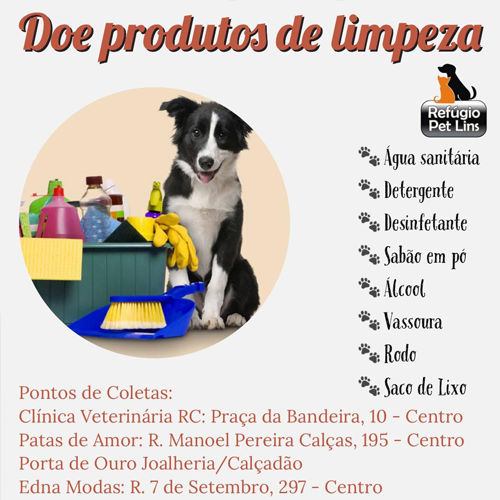 Doe produtos de limpeza
Refúgio
Pet Lins
Água sanitária
Detergente
Desinfetante
Sabão em pó
Álcool
Vassoura
Rodo
Saco de Lixo
Pontos de Coletas:
Clínica Veterinária RC: Praça da Bandeira, 10 - Centro
Patas de Amor: R. Manoel Pereira Calças, 195 - Centro
Porta de Ouro Joalheria/Calçadão
Edna Modas: R. 7 de Setembro, 297 - Centro